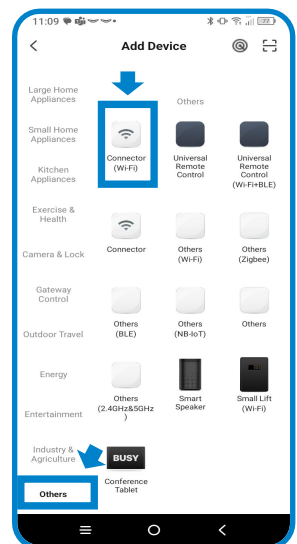 11:09
Add Device
Large Home
Appliances
Small Home
Appliances
Kitchen
Appliances
Exercise &
Health
Camera & Lock
Gateway
Control
Outdoor Travel
Energy
Entertainment
Industry &
Agriculture
Others
Others
Connector
(Wi-Fi)
Universal
Remote
Control
Universal
Remote
Control
(Wi-Fi+BLE)
Connector
Others
(Wi-Fi)
Others
(Zigbee)
Others
(BLE)
Others
(NB-IoT)
Others
Others
(2.4GHz&5GHz
)
Smart
Speaker
Small Lift
(Wi-Fi)
BUSY
Conference
Tablet